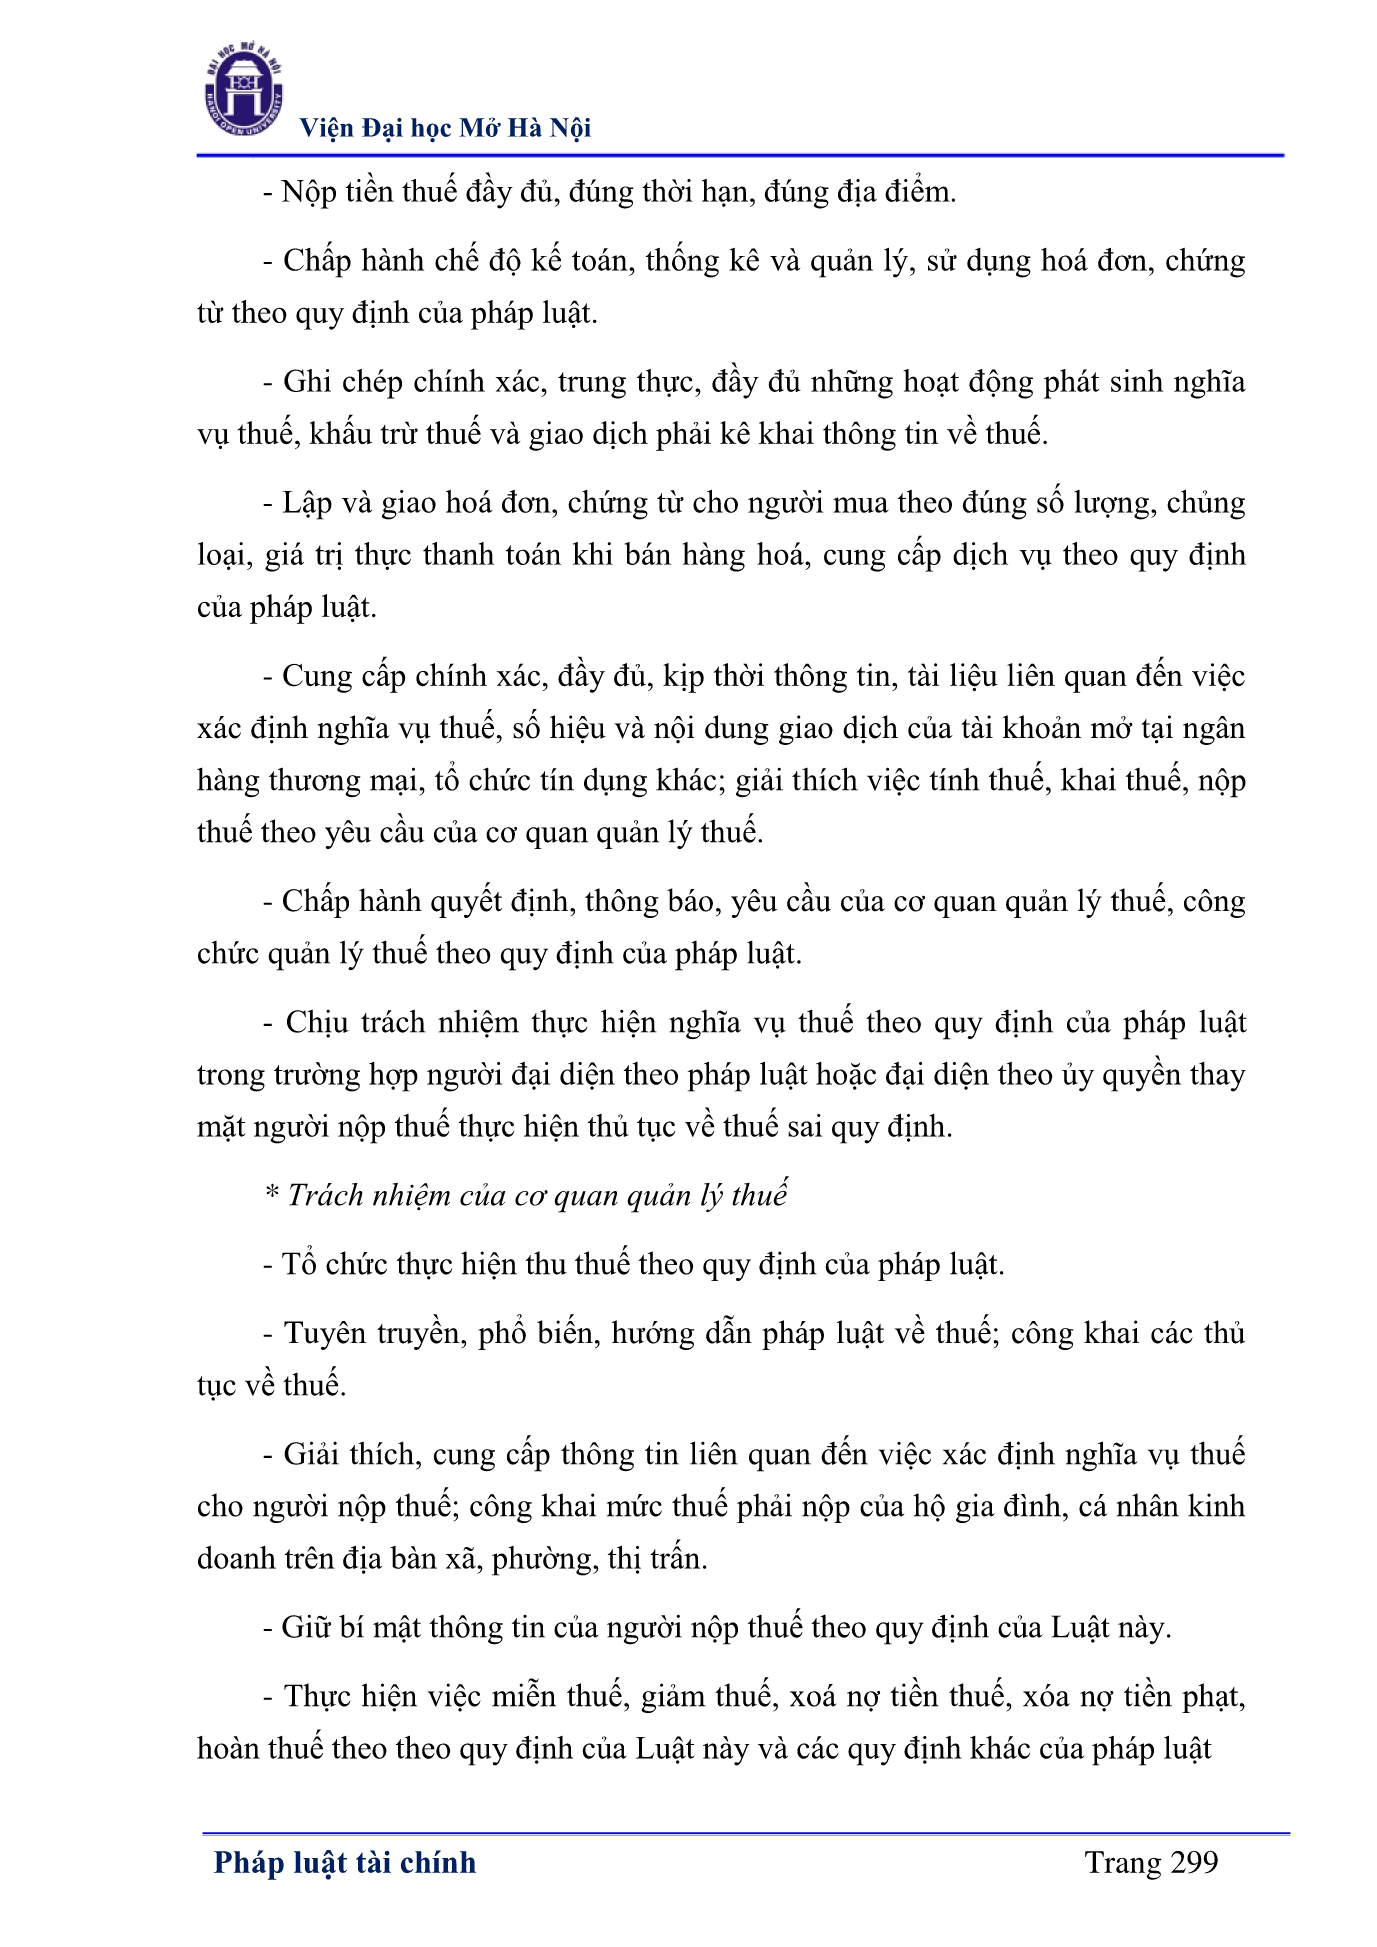 ĐẠI HỌC MỞ HÀ NỘI
HANOI OPEN UNIVERSITY
Viện Đại học Mở Hà Nội
- Nộp tiền thuế đầy đủ, đúng thời hạn, đúng địa điểm.
- Chấp hành chế độ kế toán, thống kê và quản lý, sử dụng hoá đơn, chứng
từ theo quy định của pháp luật.
- Ghi chép chính xác, trung thực, đầy đủ những hoạt động phát sinh nghĩa
vụ thuế, khấu trừ thuế và giao dịch phải kê khai thông tin về thuế.
- Lập và giao hoá đơn, chứng từ cho người mua theo đúng số lượng, chủng
loại, giá trị thực thanh toán khi bán hàng hoá, cung cấp dịch vụ theo quy định
của pháp luật.
- Cung cấp chính xác, đầy đủ, kịp thời thông tin, tài liệu liên quan đến việc
xác định nghĩa vụ thuế, số hiệu và nội dung giao dịch của tài khoản mở tại ngân
hàng thương mại, tổ chức tín dụng khác; giải thích việc tính thuế, khai thuế, nộp
thuế theo yêu cầu của cơ quan quản lý thuế.
- Chấp hành quyết định, thông báo, yêu cầu của cơ quan quản lý thuế, công
chức quản lý thuế theo quy định của pháp luật.
- Chịu trách nhiệm thực hiện nghĩa vụ thuế theo quy định của pháp luật
trong trường hợp người đại diện theo pháp luật hoặc đại diện theo ủy quyền thay
mặt người nộp thuế thực hiện thủ tục về thuế sai quy định.
* Trách nhiệm của cơ quan quản lý thuế
- Tổ chức thực hiện thu thuế theo quy định của pháp luật.
- Tuyên truyền, phổ biến, hướng dẫn pháp luật về thuế; công khai các thủ
tục về thuế.
- Giải thích, cung cấp thông tin liên quan đến việc xác định nghĩa vụ thuế
cho người nộp thuế; công khai mức thuế phải nộp của hộ gia đình, cá nhân kinh
doanh trên địa bàn xã, phường, thị trấn.
- Giữ bí mật thông tin của người nộp thuế theo quy định của Luật này.
- Thực hiện việc miễn thuế, giảm thuế, xoá nợ tiền thuế, xóa nợ tiền phạt,
hoàn thuế theo theo quy định của Luật này và các quy định khác của pháp luật
Pháp luật tài chính
Trang 299